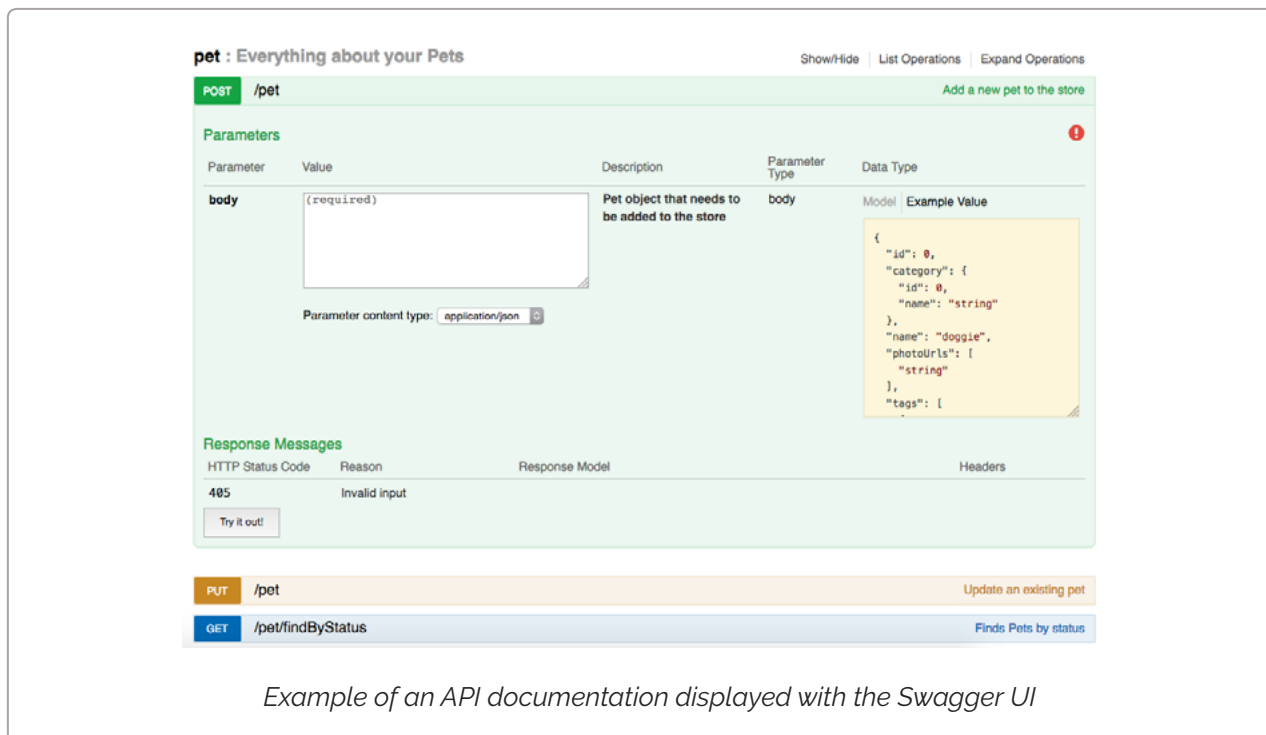 pet : Everything about your Pets
Show/Hide List Operations Expand Operations
POST /pet Add a new pet to the store
Parameters
Parameter Value Description Parameter Type Data Type
body (required) Pet object that needs to be added to the store body Model Example Value
{
"id": 0,
"category": {
"id": 0,
"name": "string"
},
"name": "doggie",
"photoUrls": [
"string"
],
"tags": [
Parameter content type: application/json
Response Messages
HTTP Status Code Reason Response Model Headers
405 Invalid input
Try it out!
PUT /pet Update an existing pet
GET /pet/findByStatus Finds Pets by status
Example of an API documentation displayed with the Swagger UI